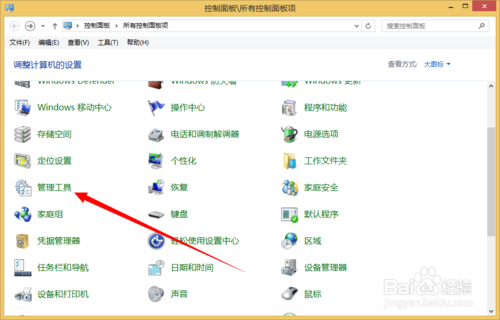 控制面板\所有控制面板项
控制面板 › 所有控制面板项
搜索控制面板
文件(F) 编辑(E) 查看(V) 工具(T) 帮助(H)
调整计算机的设置
查看方式: 大图标
Windows Defender Windows 防火墙 Windows 更新
Windows 移动中心 操作中心 程序和功能
存储空间 电话和调制解调器 电源选项
定位设置 个性化 工作文件夹
管理工具 恢复 家庭安全
家庭组 键盘 默认程序
凭据管理器 轻松使用设置中心 区域
任务栏和导航 日期和时间 设备管理器
设备和打印机 声音 鼠标
Baidu 经验
jingyan.baidu.com